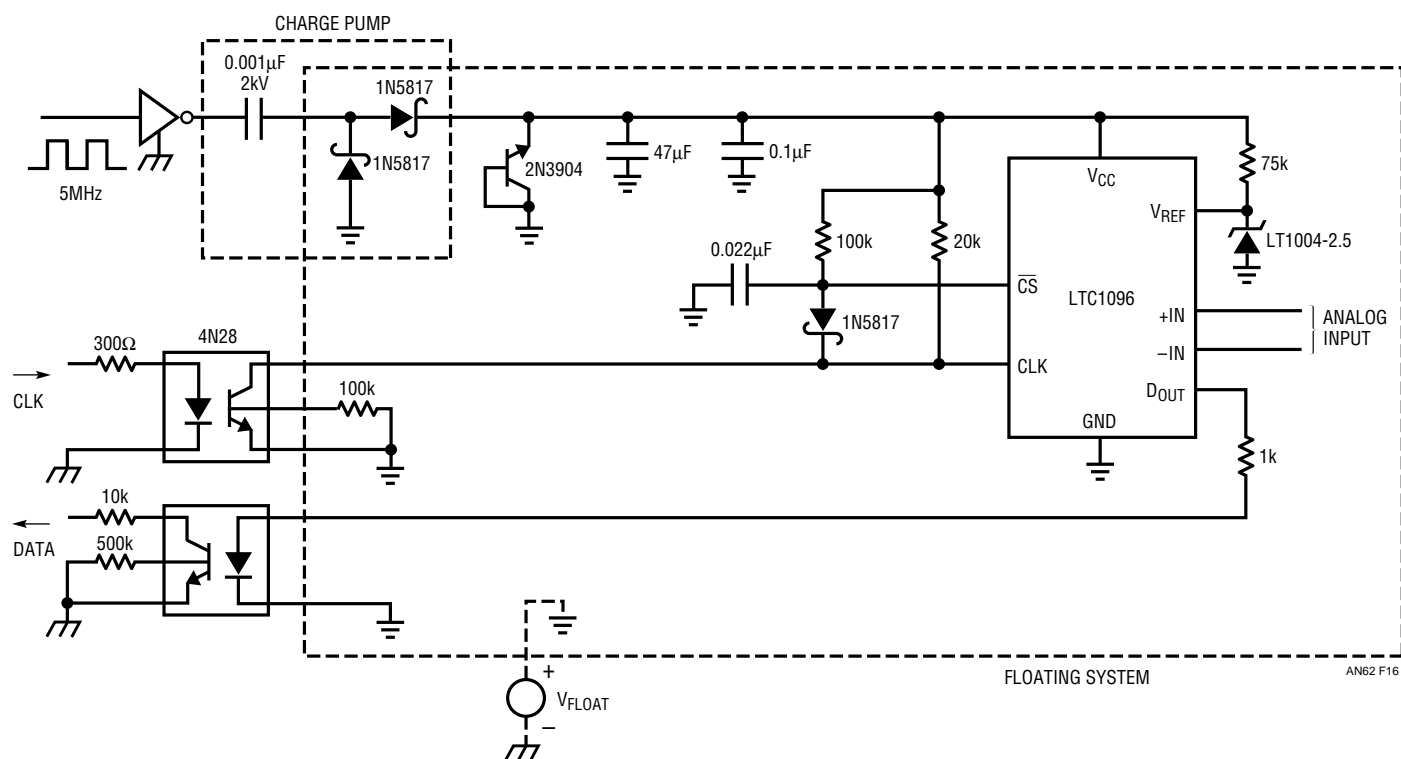 CHARGE PUMP
0.001µF
2kV
1N5817
1N5817
5MHz
2N3904
47µF
0.1µF
75k
VCC
VREF
LT1004-2.5
100k
20k
0.022µF
CS
LTC1096
1N5817
+IN
–IN
ANALOG
INPUT
CLK
DOUT
GND
1k
4N28
300Ω
CLK
100k
10k
DATA
500k
FLOATING SYSTEM
AN62 F16
+
VFLOAT
–